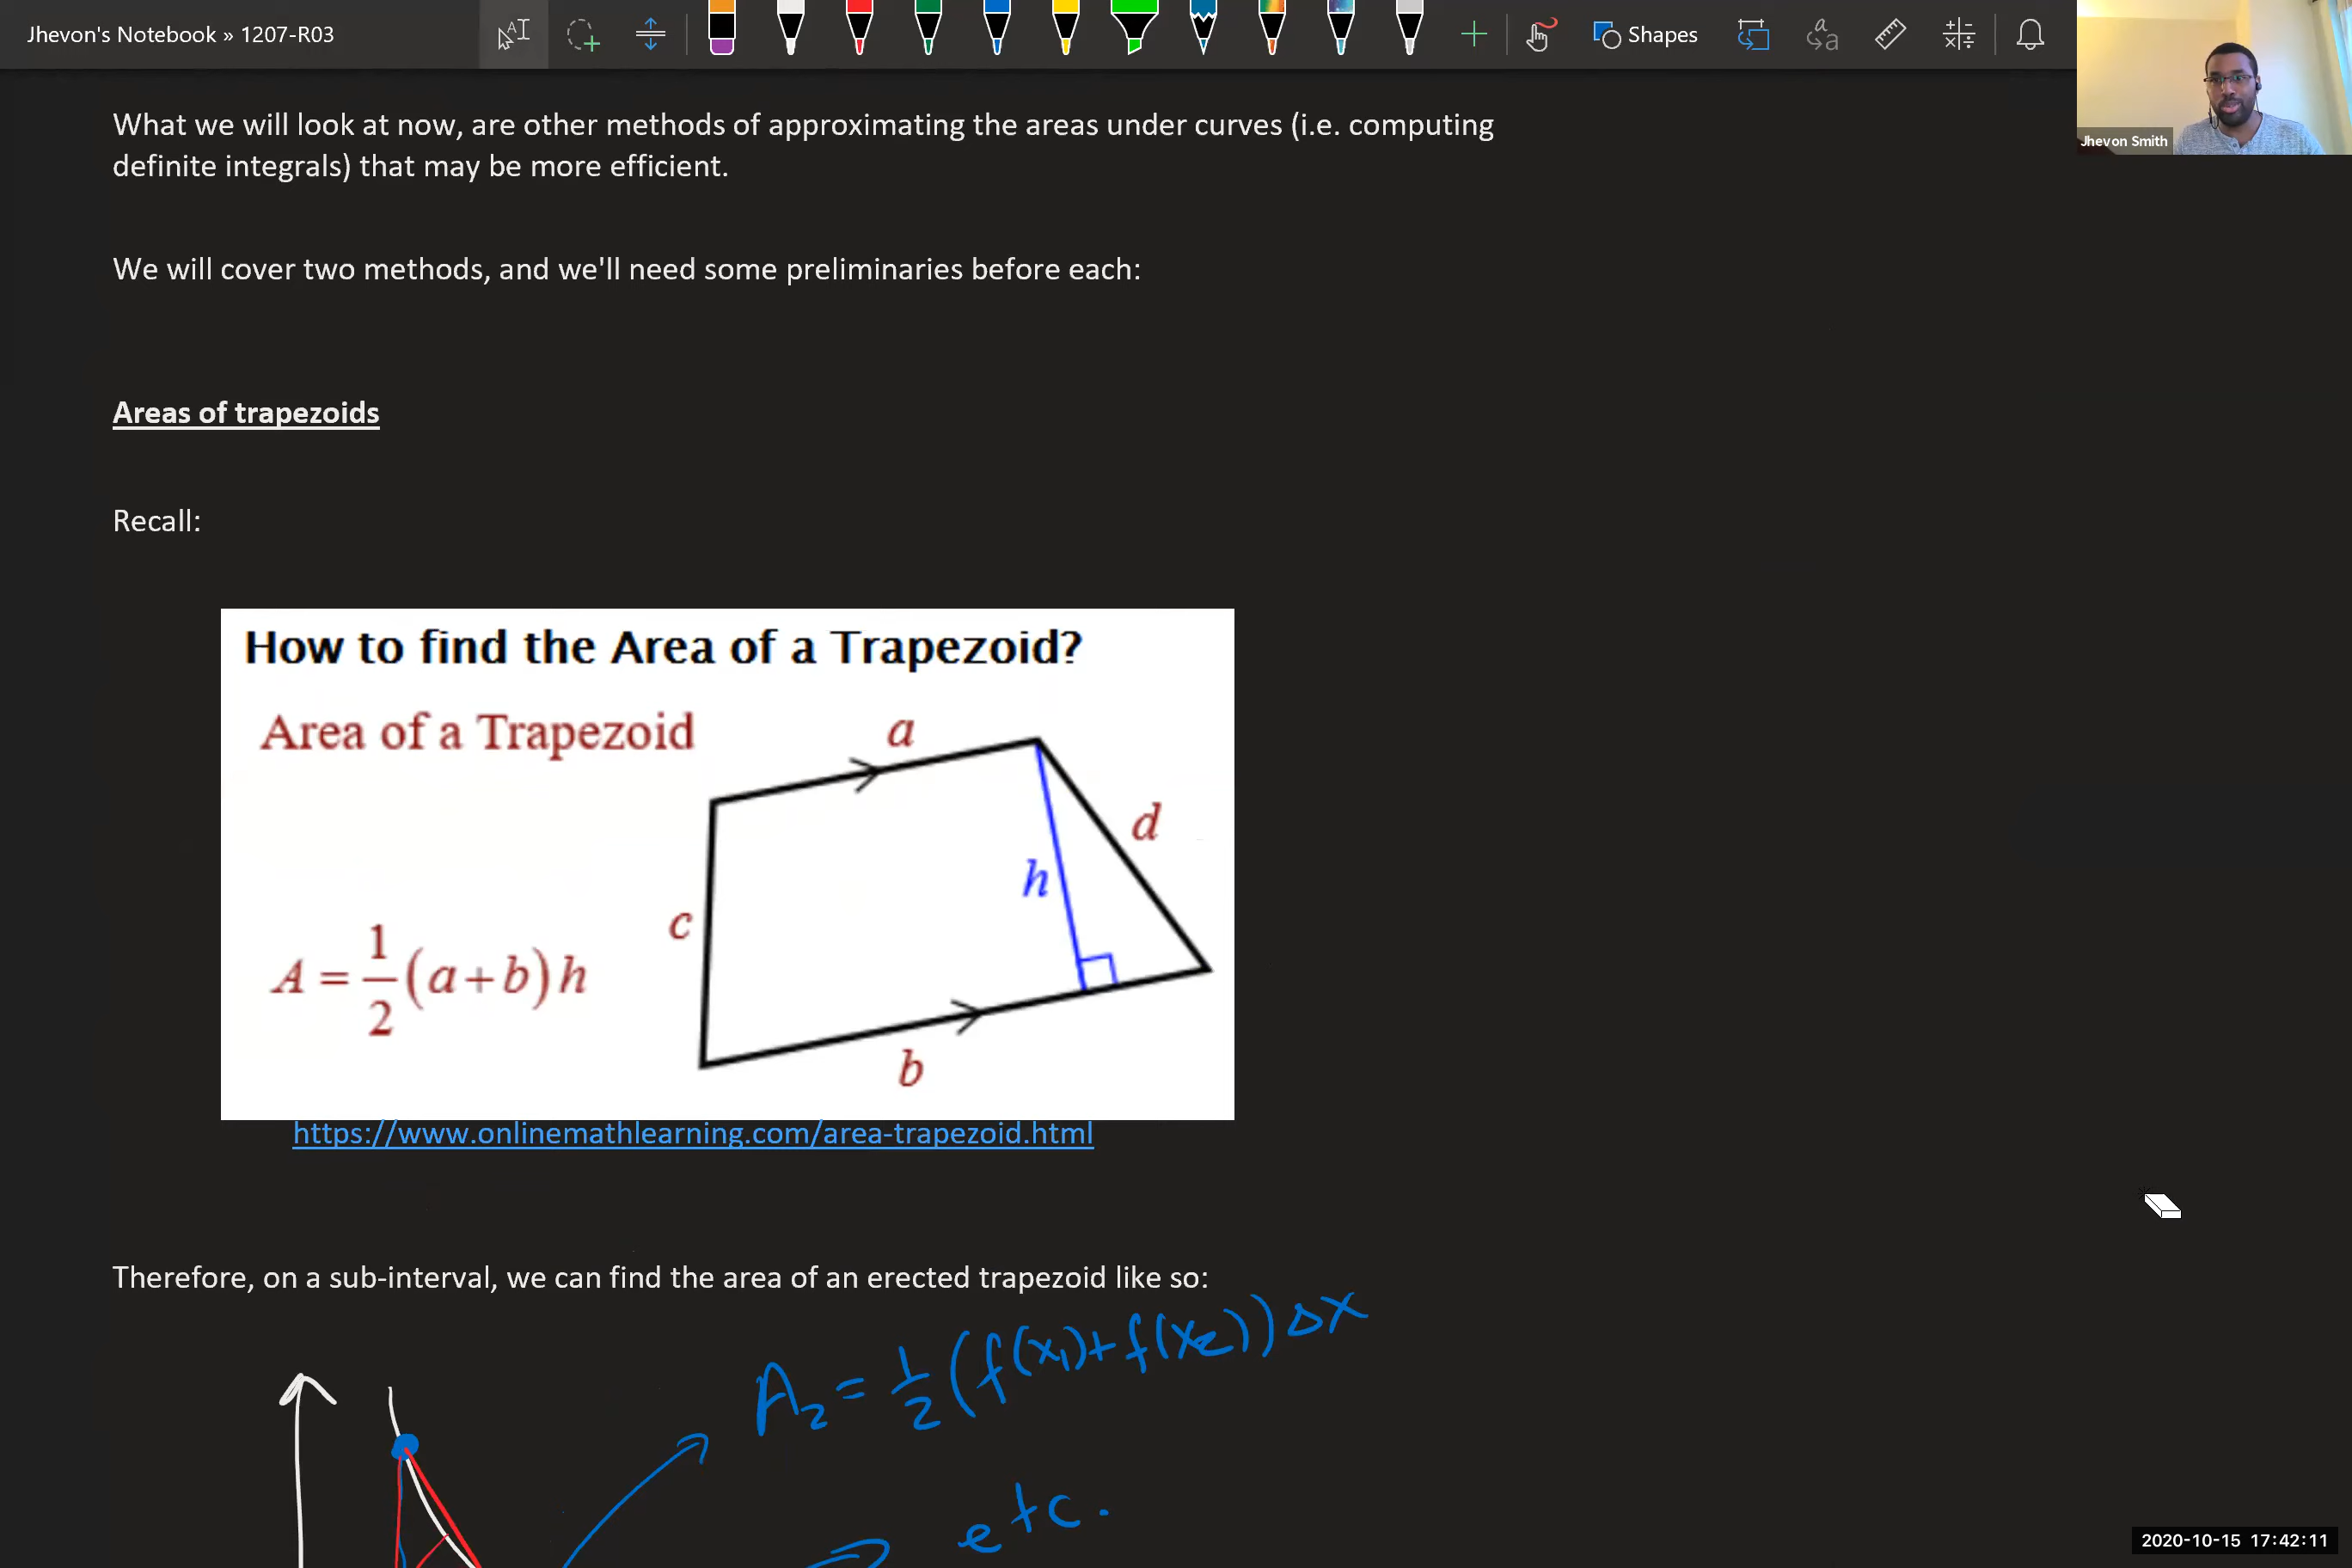 Jhevon's Notebook » 1207-R03
Shapes
Jhevon Smith
What we will look at now, are other methods of approximating the areas under curves (i.e. computing
definite integrals) that may be more efficient.
We will cover two methods, and we'll need some preliminaries before each:
Areas of trapezoids
Recall:
How to find the Area of a Trapezoid?
Area of a Trapezoid
a
d
h
c
A = 1/2 (a+b) h
b
https://www.onlinemathlearning.com/area-trapezoid.html
Therefore, on a sub-interval, we can find the area of an erected trapezoid like so:
A₂ = 1/2 (f(x₁)+f(x₂)) Δx
etc.
2020-10-15 17:42:11